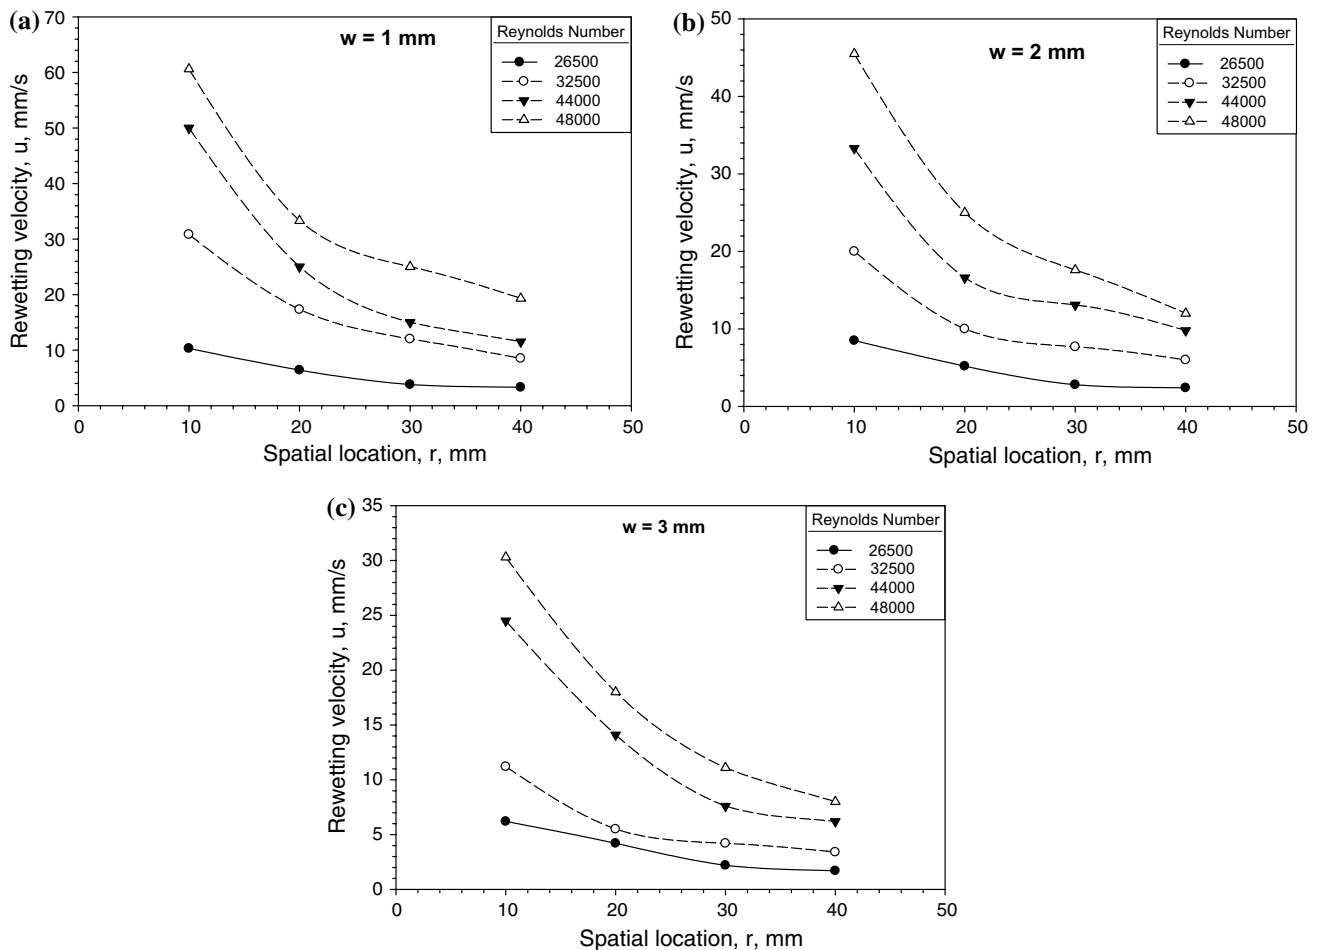 (a)
w = 1 mm
Reynolds Number
26500
32500
44000
48000
70
60
50
40
30
20
10
0
Rewetting velocity, u, mm/s
0 10 20 30 40 50
Spatial location, r, mm
(b)
w = 2 mm
Reynolds Number
26500
32500
44000
48000
50
40
30
20
10
0
Rewetting velocity, u, mm/s
0 10 20 30 40 50
Spatial location, r, mm
(c)
w = 3 mm
Reynolds Number
26500
32500
44000
48000
35
30
25
20
15
10
5
0
Rewetting velocity, u, mm/s
0 10 20 30 40 50
Spatial location, r, mm